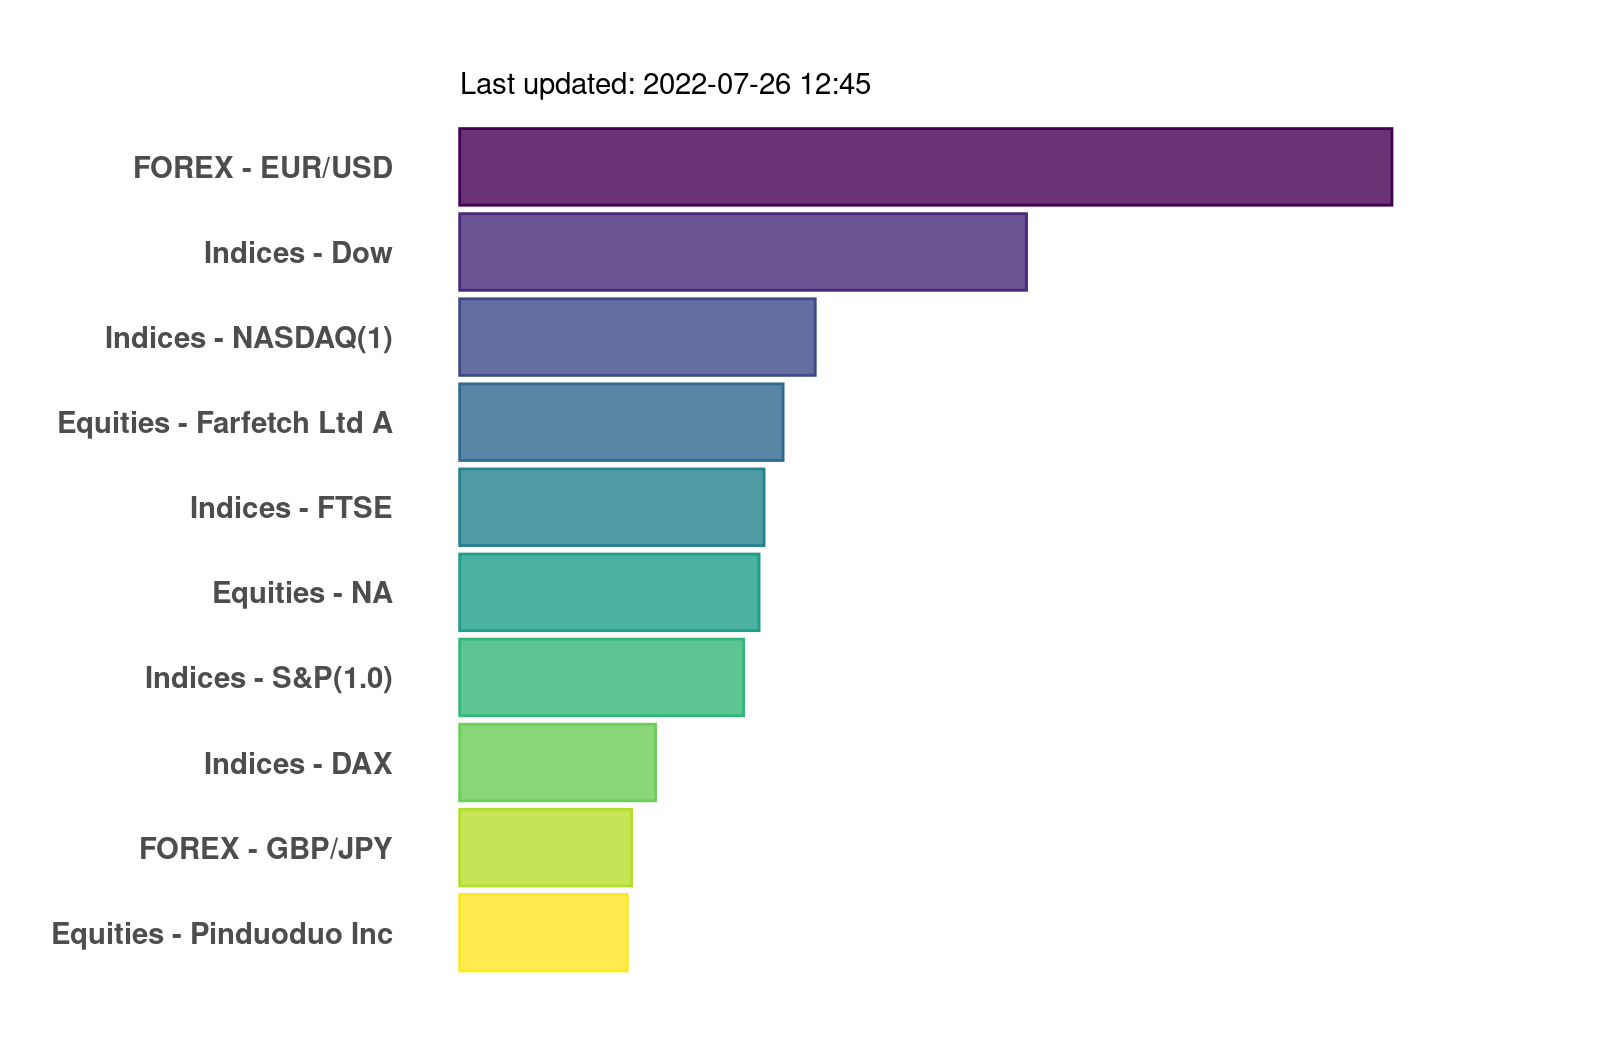 Last updated: 2022-07-26 12:45
FOREX - EUR/USD
Indices - Dow
Indices - NASDAQ(1)
Equities - Farfetch Ltd A
Indices - FTSE
Equities - NA
Indices - S&P(1.0)
Indices - DAX
FOREX - GBP/JPY
Equities - Pinduoduo Inc